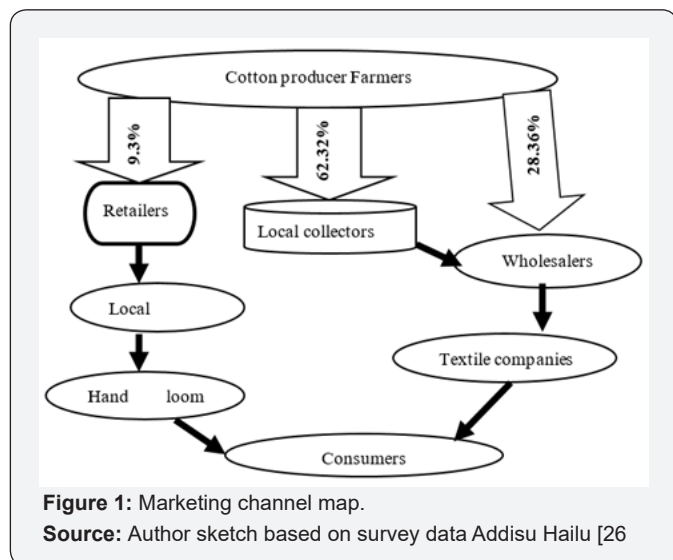 Cotton producer Farmers
9.3%
62.32%
28.36%
Retailers
Local collectors
Wholesalers
Local
Textile companies
Hand loom
Consumers
Figure 1: Marketing channel map.
Source: Author sketch based on survey data Addisu Hailu [26